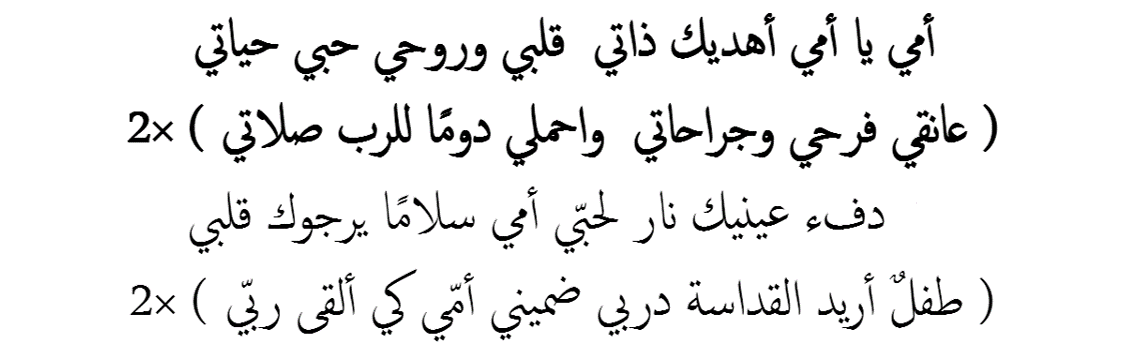 أمي يا أمي أهديك ذاتي قلبي وروحي حبي حياتي
( عانقي فرحي وجراحاتي واحملي دومًا للرب صلاتي ) ×2
دفء عينيك نار لحبّي أمي سلامًا يرجوك قلبي
( طفلٌ أريد القداسة دربي ضميني أمّي كي ألقى ربّي ) ×2